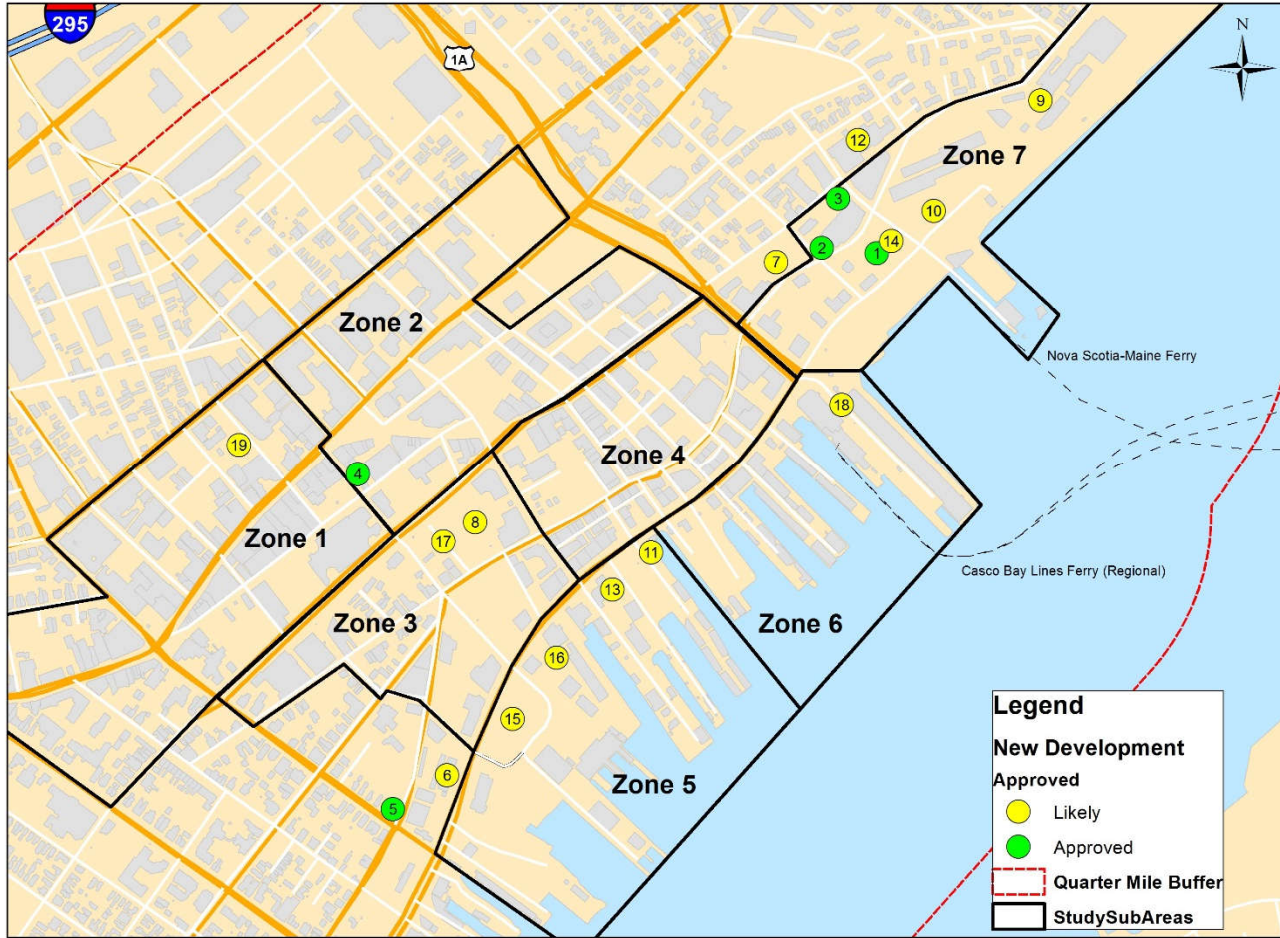 295
1A
N
9
12
Zone 7
3
10
14
2
1
7
Zone 2
Nova Scotia-Maine Ferry
18
19
Zone 4
4
8
17
Zone 1
11
Casco Bay Lines Ferry (Regional)
13
Zone 3
Zone 6
16
15
6
Zone 5
5
Legend
New Development
Approved
Likely
Approved
Quarter Mile Buffer
StudySubAreas